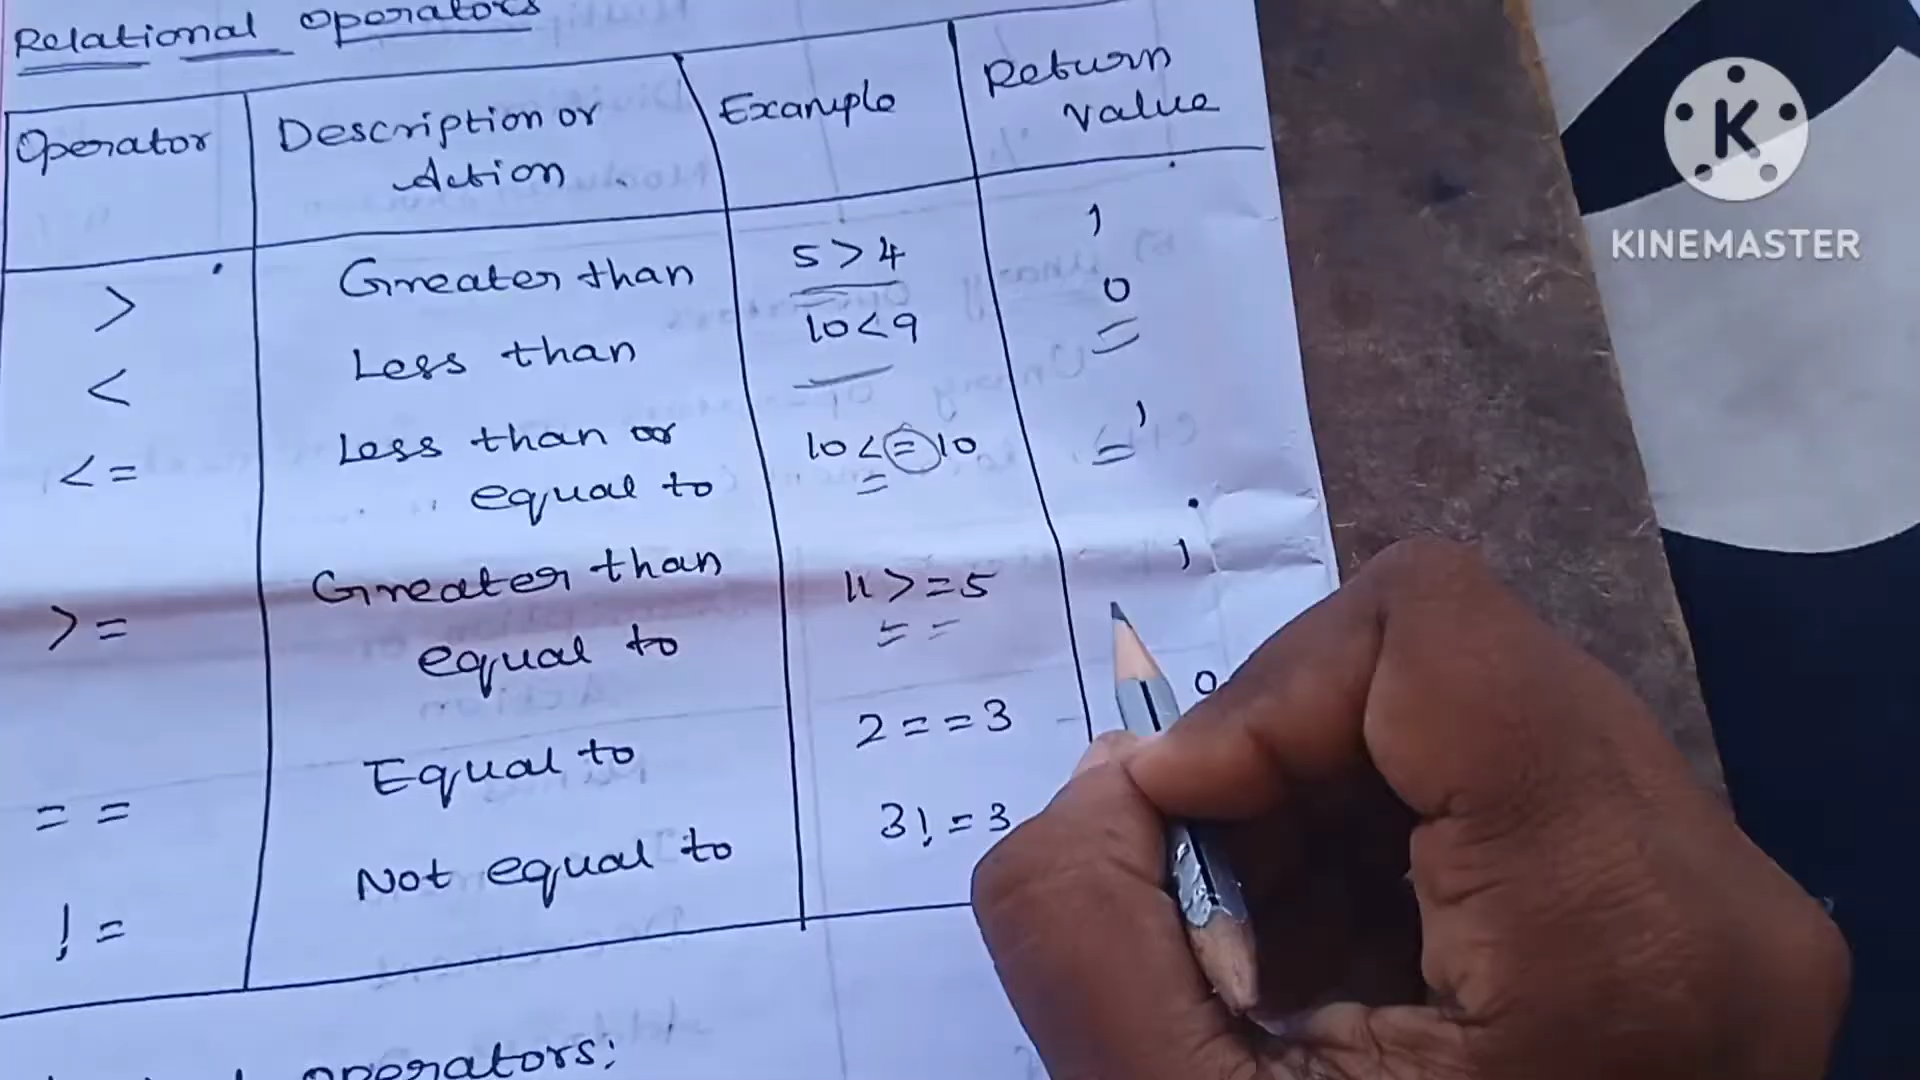 Relational operators
Operator
Description or
Action
Example
Return
value
> Greater than 5>4 1
< Less than 10<9 0
<= Less than or
equal to 10<=10 1
>= Greater than
equal to 11>=5 1
== Equal to 2==3 0
!= Not equal to 3!=3
operators:
K
KINEMASTER